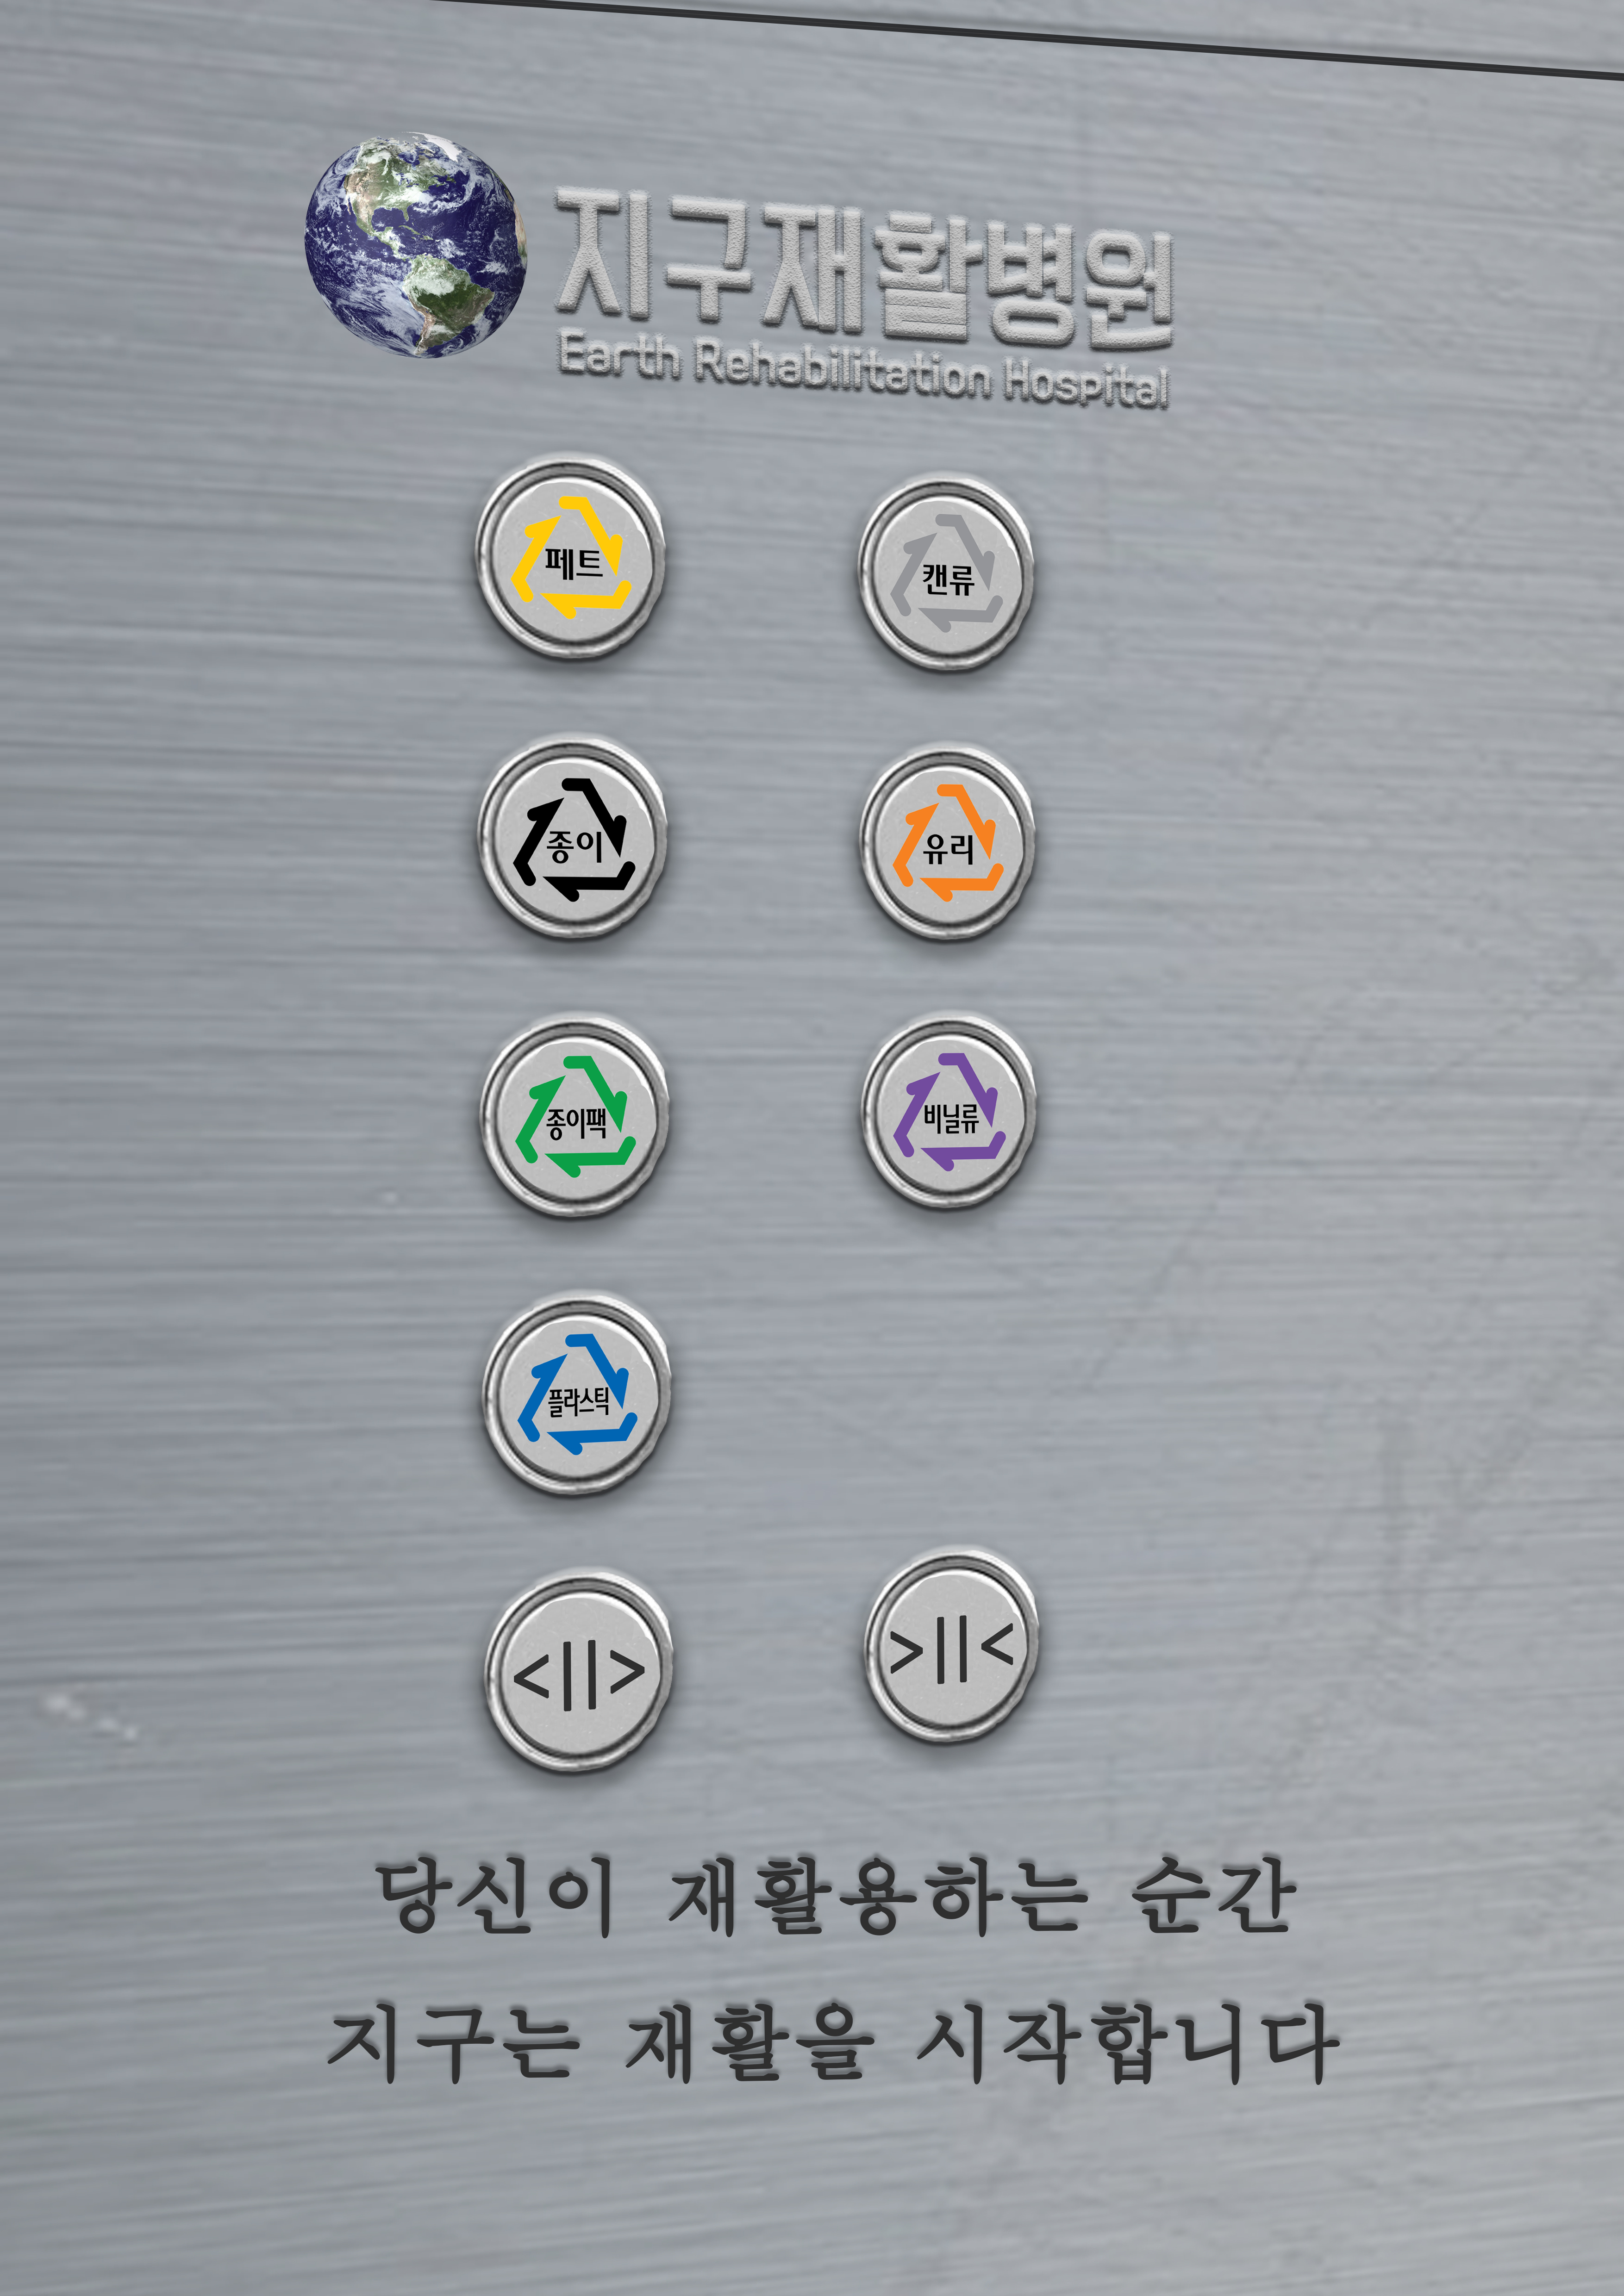 지구재활병원
Earth Rehabilitation Hospital
페트
캔류
종이
유리
종이팩
비닐류
플라스틱
<||>
>||<
당신이 재활용하는 순간
지구는 재활을 시작합니다